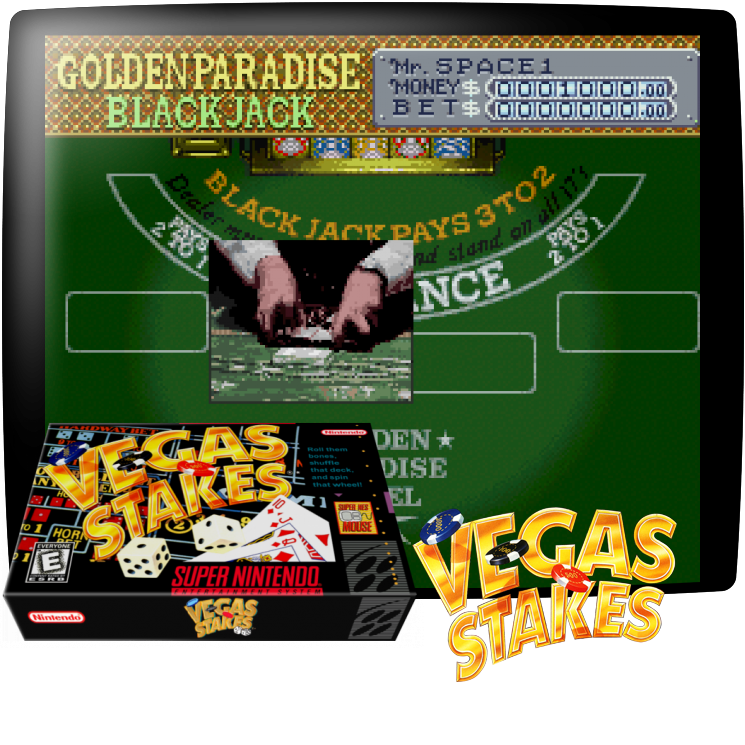 GOLDEN PARADISE
BLACK JACK
Mr. SPACE1
MONEY $ 0001000.00
BET $ 0000000.00
BLACK JACK PAYS 3 TO 2
Dealer mu
nd stand on all 17's
PAYS
2 TO 1
NCE
PAYS
2 TO 1
DEN ★
DISE
EL
VEGAS
STAKES
Nintendo
Roll them
bones,
shuffle
that deck,
and spin
that wheel!
SUPER NES
MOUSE
EVERYONE
E
ESRB
SUPER NINTENDO
ENTERTAINMENT SYSTEM
Nintendo
VEGAS
STAKES
VEGAS
STAKES